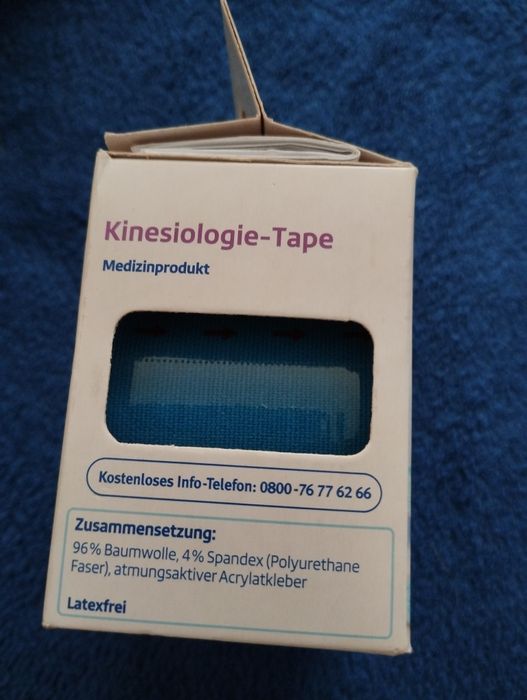 Kinesiologie-Tape
Medizinprodukt
Kostenloses Info-Telefon: 0800-76 77 62 66
Zusammensetzung:
96% Baumwolle, 4% Spandex (Polyurethane
Faser), atmungsaktiver Acrylatkleber
Latexfrei